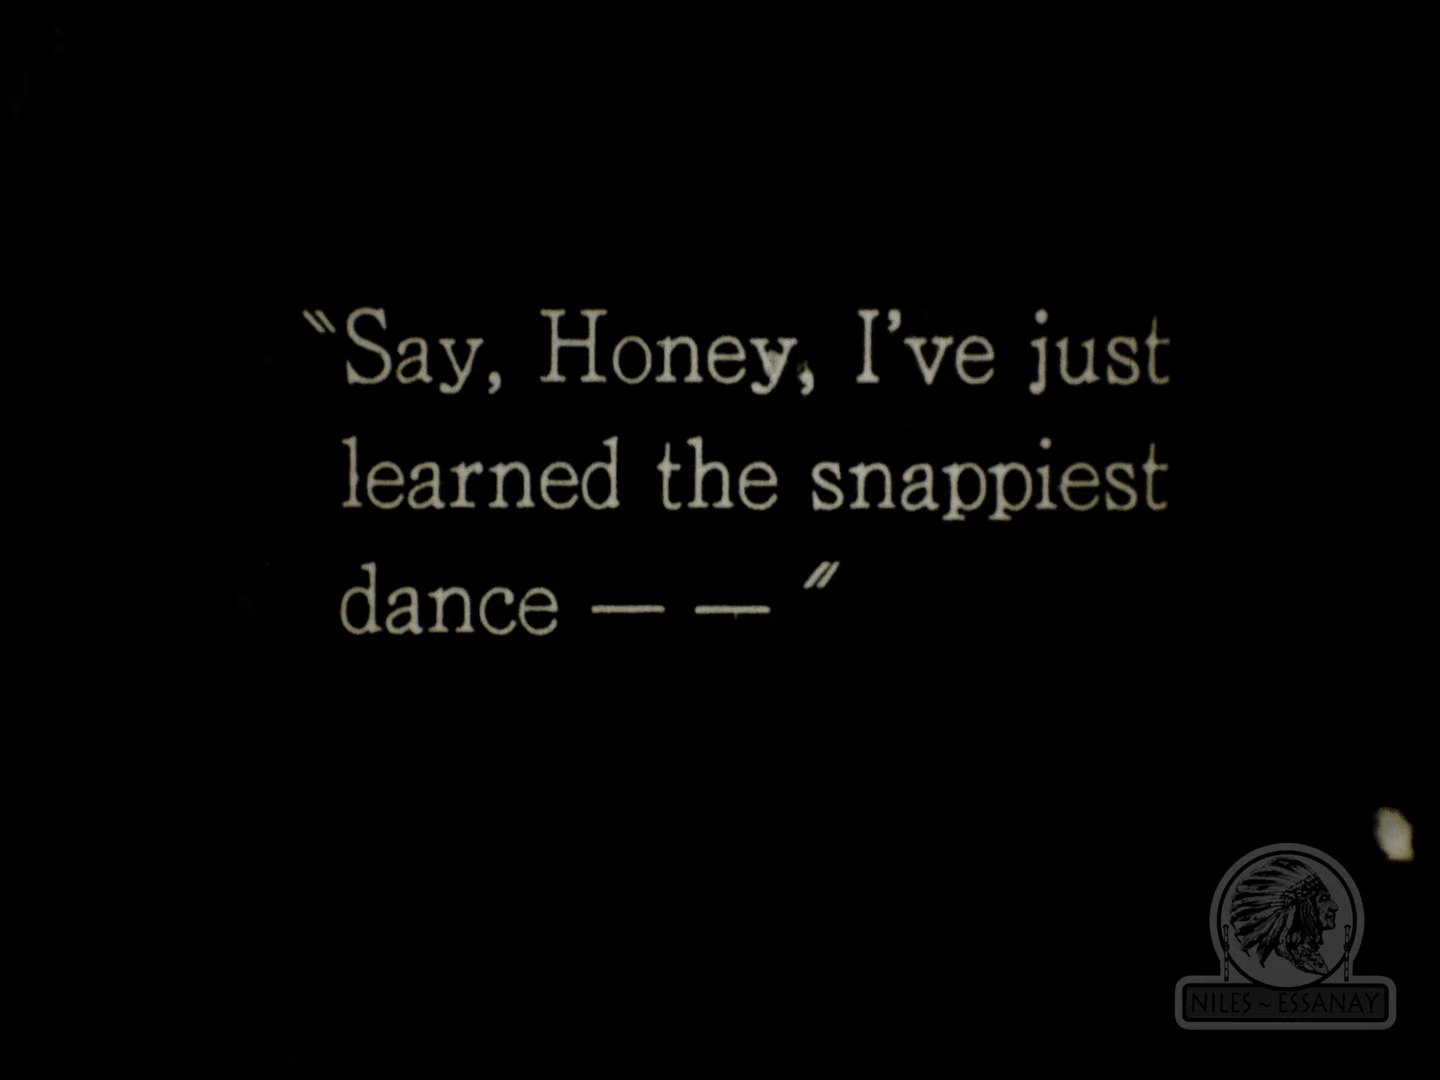 "Say, Honey, I've just
learned the snappiest
dance — — "
NILES ~ ESSANAY